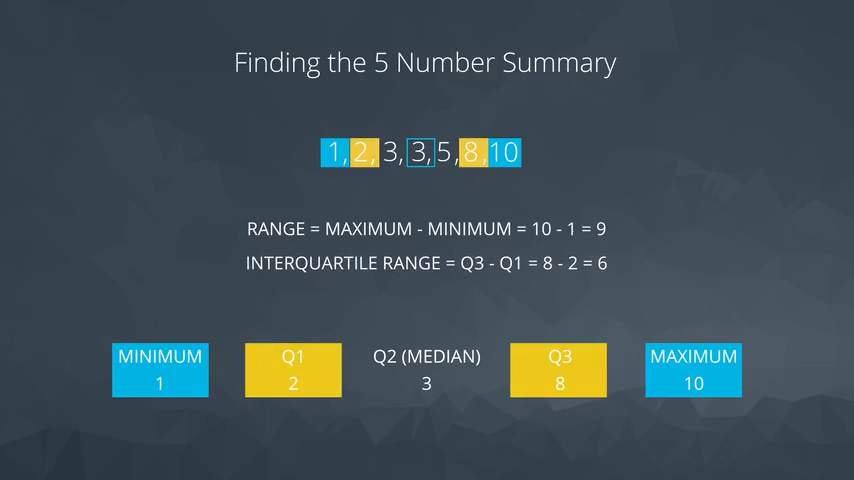 Finding the 5 Number Summary
1, 2, 3, 3, 5, 8, 10
RANGE = MAXIMUM - MINIMUM = 10 - 1 = 9
INTERQUARTILE RANGE = Q3 - Q1 = 8 - 2 = 6
MINIMUM Q1 Q2 (MEDIAN) Q3 MAXIMUM
1 2 3 8 10